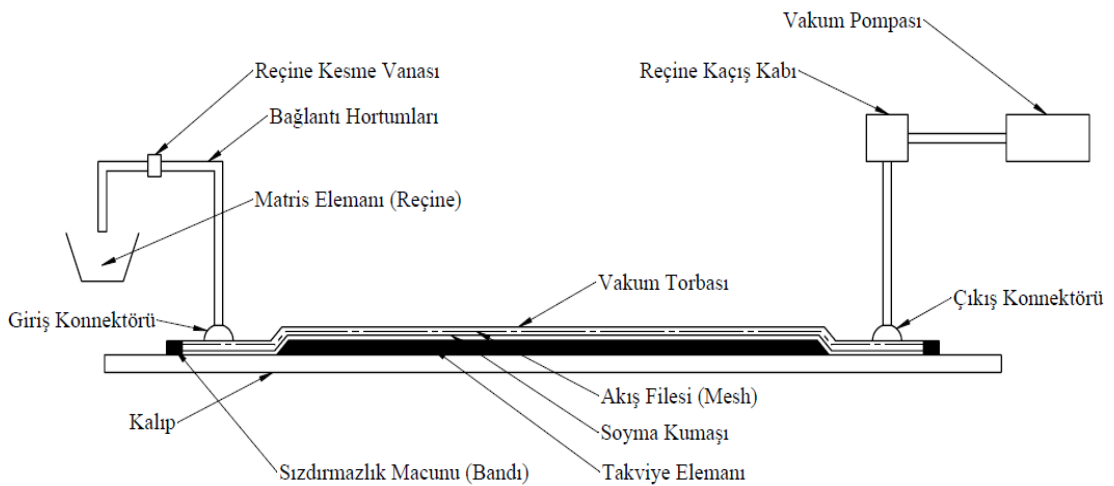 Vakum Pompası
Reçine Kesme Vanası
Reçine Kaçış Kabı
Bağlantı Hortumları
Matris Elemanı (Reçine)
Vakum Torbası
Giriş Konnektörü
Çıkış Konnektörü
Kalıp
Akış Filesi (Mesh)
Soyma Kumaşı
Sızdırmazlık Macunu (Bandı)
Takviye Elemanı